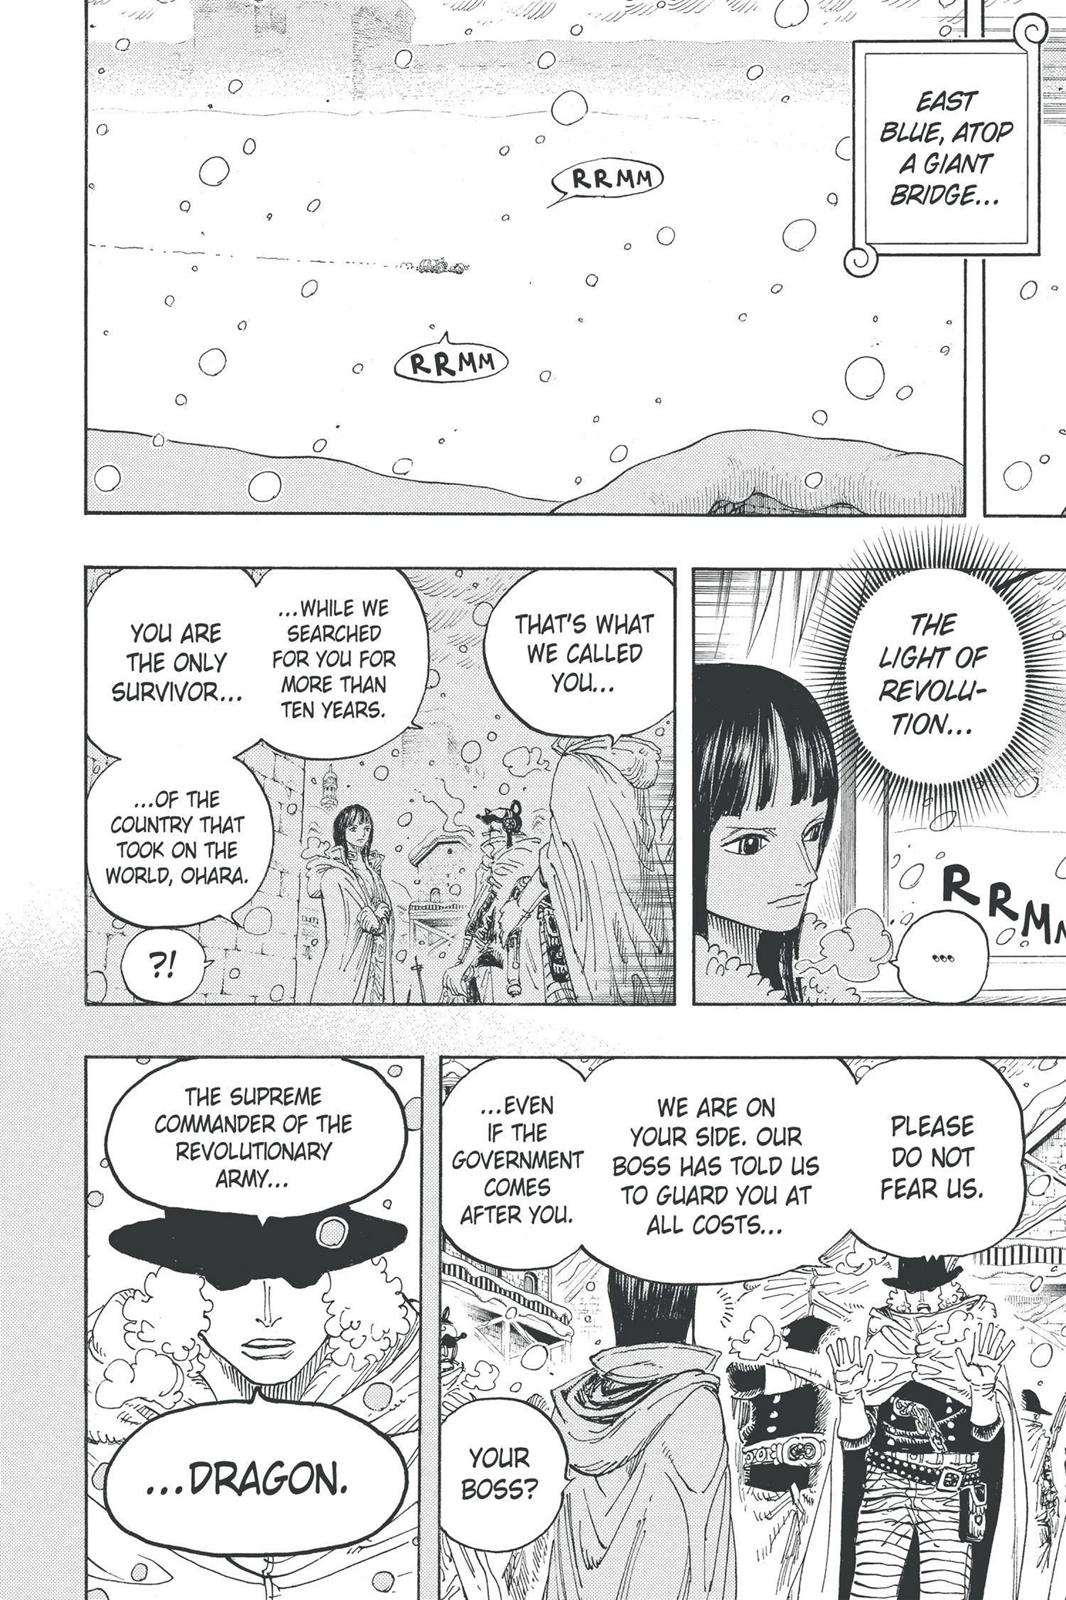 EAST
BLUE, ATOP
A GIANT
BRIDGE...
RRMM
RRMM
THE
LIGHT OF
REVOLU-
TION...
RRMM
...
THAT'S WHAT
WE CALLED
YOU...
...WHILE WE
SEARCHED
FOR YOU FOR
MORE THAN
TEN YEARS.
YOU ARE
THE ONLY
SURVIVOR...
...OF THE
COUNTRY THAT
TOOK ON THE
WORLD, OHARA.
?!
PLEASE
DO NOT
FEAR US.
WE ARE ON
YOUR SIDE. OUR
BOSS HAS TOLD US
TO GUARD YOU AT
ALL COSTS...
...EVEN
IF THE
GOVERNMENT
COMES
AFTER YOU.
YOUR
BOSS?
THE SUPREME
COMMANDER OF THE
REVOLUTIONARY
ARMY...
...DRAGON.